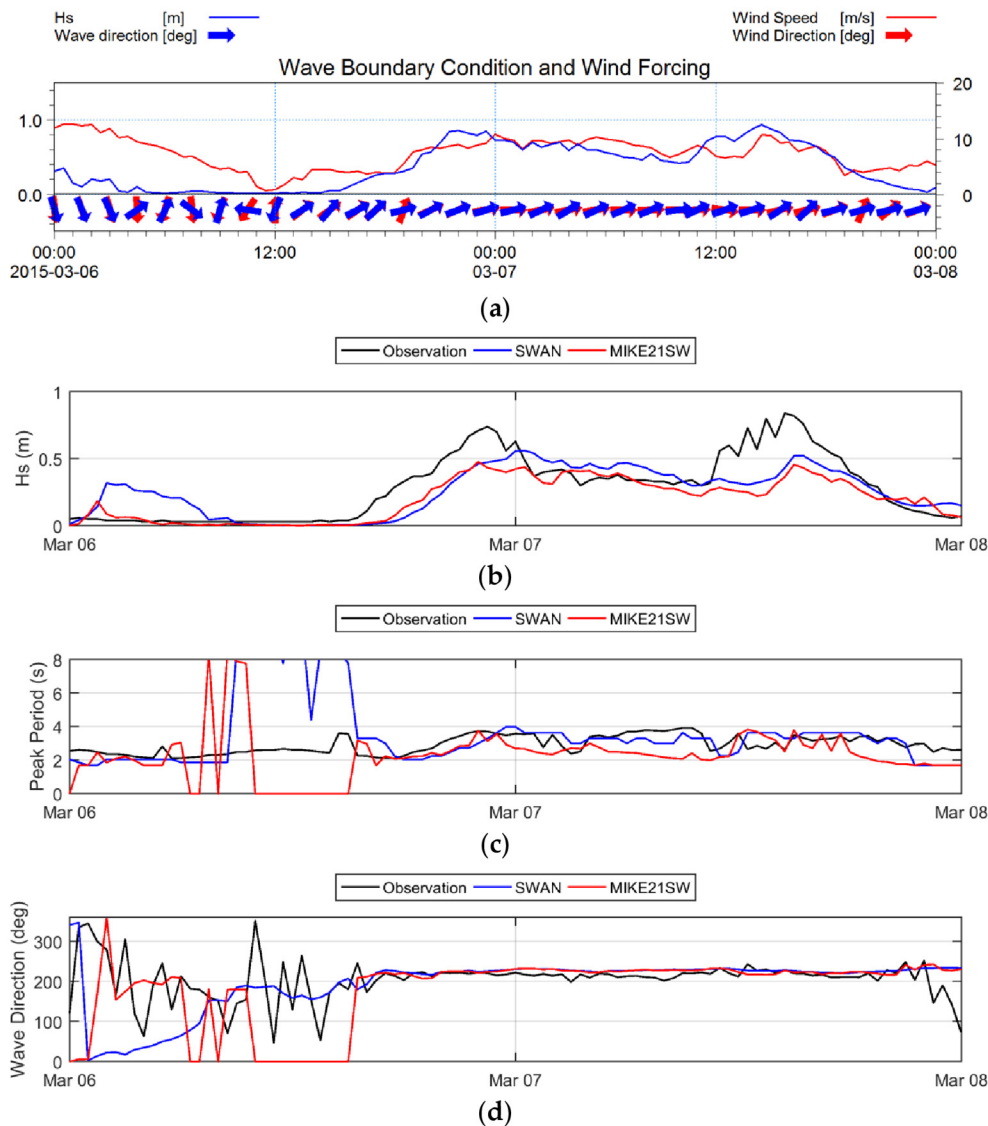 Hs [m]
Wave direction [deg]
Wind Speed [m/s]
Wind Direction [deg]
Wave Boundary Condition and Wind Forcing
20
1.0
10
0.0
0
00:00
12:00
00:00
12:00
00:00
2015-03-06
03-07
03-08
(a)
Observation SWAN MIKE21SW
Hs (m)
1
0.5
0
Mar 06
Mar 07
Mar 08
(b)
Observation SWAN MIKE21SW
Peak Period (s)
8
6
4
2
0
Mar 06
Mar 07
Mar 08
(c)
Observation SWAN MIKE21SW
Wave Direction (deg)
300
200
100
0
Mar 06
Mar 07
Mar 08
(d)